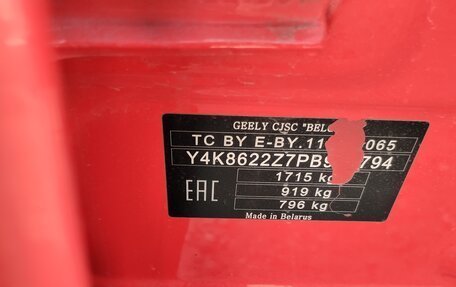 GEELY CJSC "BEL
TC BY E-BY.11 065
Y4K8622Z7PB9 794
1715 kg
919 kg
EAC
796 kg
Made in Belarus